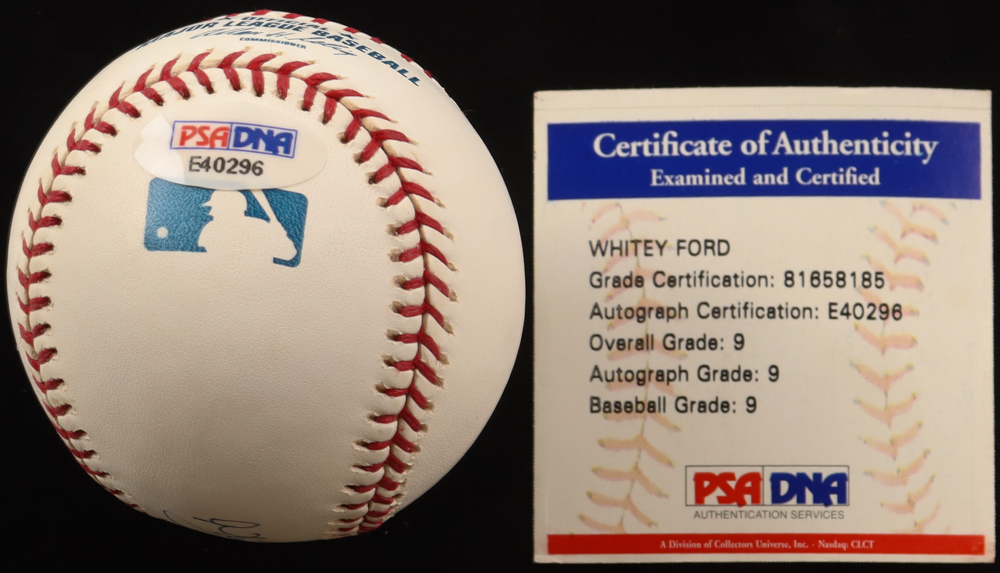 OFFICIAL
MAJOR LEAGUE BASEBALL
COMMISSIONER
PSA DNA
E40296
Certificate of Authenticity
Examined and Certified
WHITEY FORD
Grade Certification: 81658185
Autograph Certification: E40296
Overall Grade: 9
Autograph Grade: 9
Baseball Grade: 9
PSA DNA
AUTHENTICATION SERVICES
A Division of Collectors Universe, Inc. - Nasdaq: CLCT